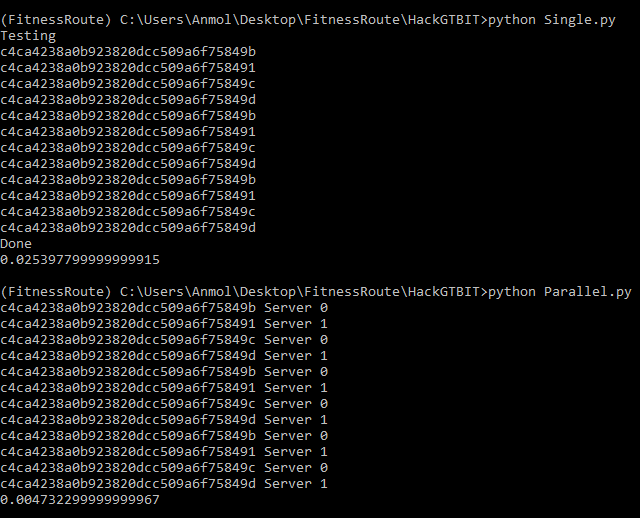 (FitnessRoute) C:\Users\Anmol\Desktop\FitnessRoute\HackGTBIT>python Single.py
Testing
c4ca4238a0b923820dcc509a6f75849b
c4ca4238a0b923820dcc509a6f758491
c4ca4238a0b923820dcc509a6f75849c
c4ca4238a0b923820dcc509a6f75849d
c4ca4238a0b923820dcc509a6f75849b
c4ca4238a0b923820dcc509a6f758491
c4ca4238a0b923820dcc509a6f75849c
c4ca4238a0b923820dcc509a6f75849d
c4ca4238a0b923820dcc509a6f75849b
c4ca4238a0b923820dcc509a6f758491
c4ca4238a0b923820dcc509a6f75849c
c4ca4238a0b923820dcc509a6f75849d
Done
0.025397799999999915
(FitnessRoute) C:\Users\Anmol\Desktop\FitnessRoute\HackGTBIT>python Parallel.py
c4ca4238a0b923820dcc509a6f75849b Server 0
c4ca4238a0b923820dcc509a6f758491 Server 1
c4ca4238a0b923820dcc509a6f75849c Server 0
c4ca4238a0b923820dcc509a6f75849d Server 1
c4ca4238a0b923820dcc509a6f75849b Server 0
c4ca4238a0b923820dcc509a6f758491 Server 1
c4ca4238a0b923820dcc509a6f75849c Server 0
c4ca4238a0b923820dcc509a6f75849d Server 1
c4ca4238a0b923820dcc509a6f75849b Server 0
c4ca4238a0b923820dcc509a6f758491 Server 1
c4ca4238a0b923820dcc509a6f75849c Server 0
c4ca4238a0b923820dcc509a6f75849d Server 1
0.004732299999999967